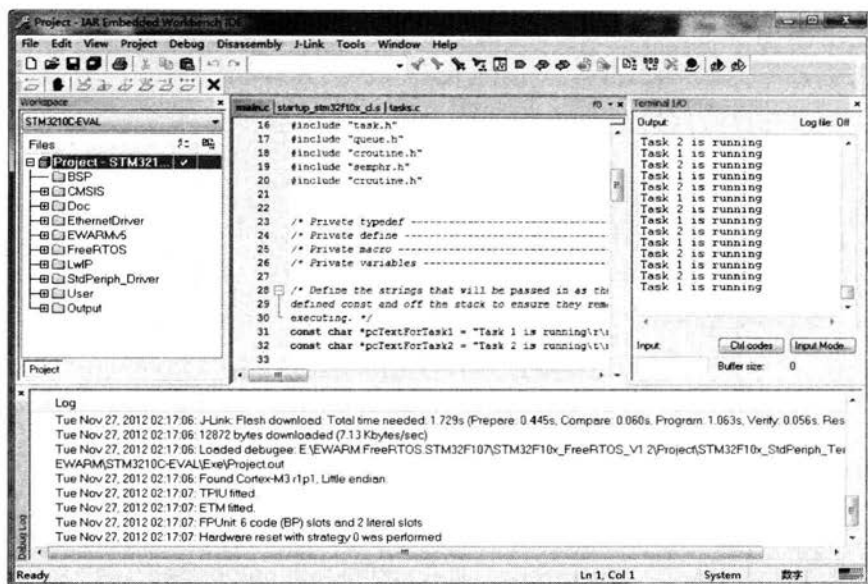 Project - IAR Embedded Workbench IDE
File Edit View Project Debug Disassembly J-Link Tools Window Help
Workspace
STM3210C-EVAL
Files
Project - STM321...
BSP
CMSIS
Doc
EthernetDriver
EWARMv5
FreeRTOS
LwIP
StdPeriph_Driver
User
Output
Project
main.c | startup_stm32f10x_cl.s | tasks.c
f0
16 #include "task.h"
17 #include "queue.h"
18 #include "croutine.h"
19 #include "semphr.h"
20 #include "croutine.h"
21
22
23 /* Private typedef ---
24 /* Private define ---
25 /* Private macro ---
26 /* Private variables ---
27
28 /* Define the strings that will be passed in as the
29 defined const and off the stack to ensure they rem
30 executing. */
31 const char *pcTextForTask1 = "Task 1 is running\r\
32 const char *pcTextForTask2 = "Task 2 is running\t\
33
Terminal I/O
Output: Log file: Off
Task 2 is running
Task 1 is running
Task 2 is running
Task 1 is running
Task 2 is running
Task 1 is running
Task 2 is running
Task 2 is running
Task 1 is running
Task 2 is running
Task 1 is running
Task 2 is running
Task 1 is running
Input: Ctrl codes Input Mode...
Buffer size: 0
Log
Tue Nov 27, 2012 02:17:06: J-Link: Flash download: Total time needed: 1.729s (Prepare: 0.445s, Compare: 0.060s, Program: 1.063s, Verify: 0.056s, Res
Tue Nov 27, 2012 02:17:06: 12872 bytes downloaded (7.13 Kbytes/sec)
Tue Nov 27, 2012 02:17:06: Loaded debugee: E:\EWARM FreeRTOS STM32F107\STM32F10x_FreeRTOS_V1.2\Project\STM32F10x_StdPeriph_Ter
EWARM\STM3210C-EVAL\Exe\Project.out
Tue Nov 27, 2012 02:17:06: Found Cortex-M3 r1p1, Little endian.
Tue Nov 27, 2012 02:17:07: TPIU fitted.
Tue Nov 27, 2012 02:17:07: ETM fitted.
Tue Nov 27, 2012 02:17:07: FPUnit: 6 code (BP) slots and 2 literal slots
Tue Nov 27, 2012 02:17:07: Hardware reset with strategy 0 was performed
Debug Log
Ready Ln 1, Col 1 System 数字